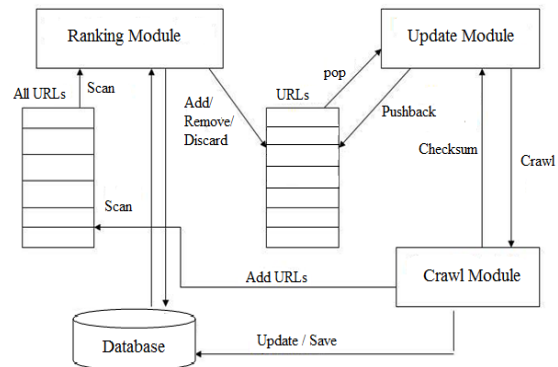 Ranking Module
Update Module
All URLs
Scan
Add/
Remove/
Discard
URLs
pop
Pushback
Checksum
Crawl
Scan
Add URLs
Crawl Module
Database
Update / Save